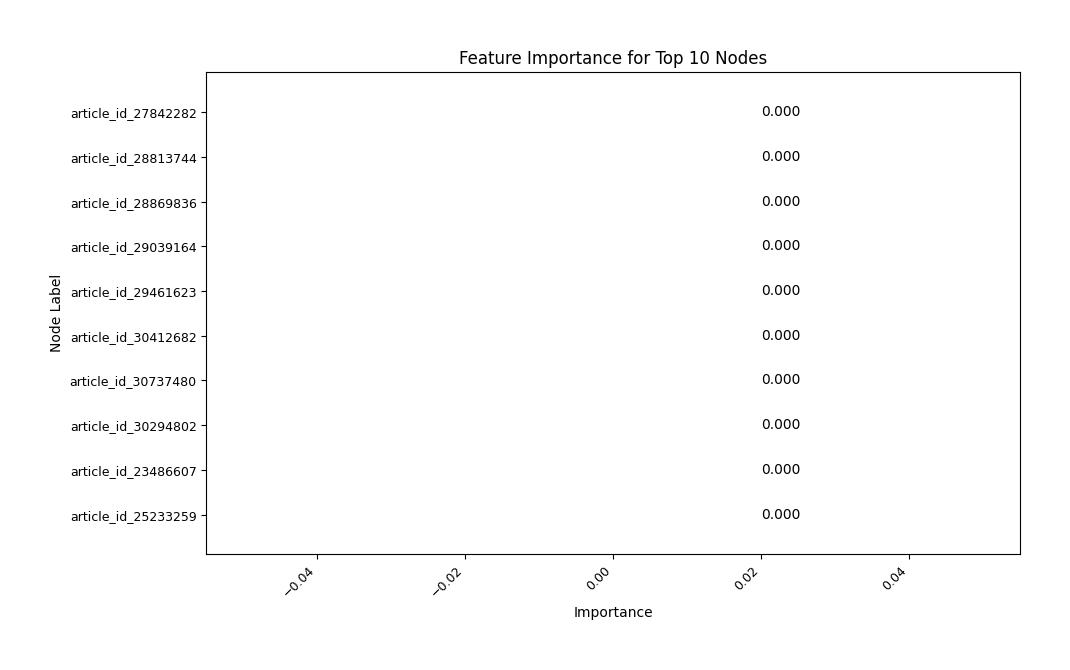 Feature Importance for Top 10 Nodes
article_id_27842282 0.000
article_id_28813744 0.000
article_id_28869836 0.000
article_id_29039164 0.000
article_id_29461623 0.000
article_id_30412682 0.000
article_id_30737480 0.000
article_id_30294802 0.000
article_id_23486607 0.000
article_id_25233259 0.000
Node Label
−0.04 −0.02 0.00 0.02 0.04
Importance